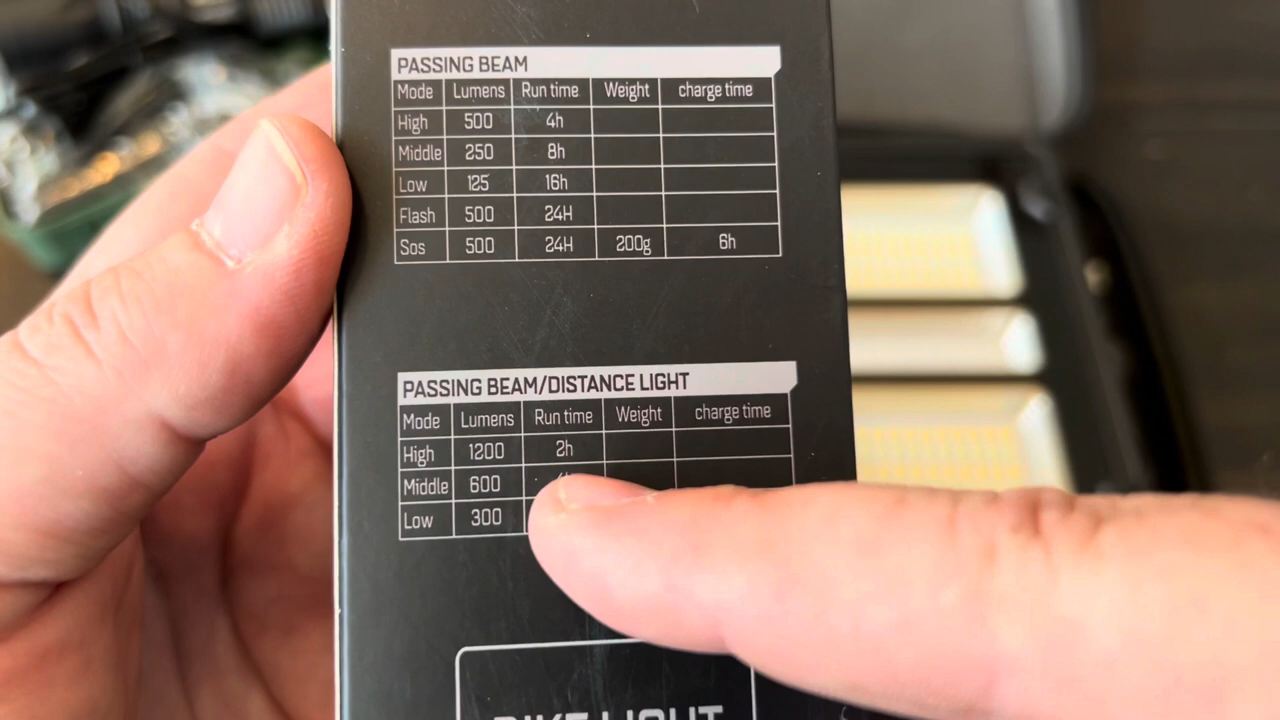 PASSING BEAM
Mode Lumens Run time Weight charge time
High 500 4h
Middle 250 8h
Low 125 16h
Flash 500 24H
Sos 500 24H 200g 6h
PASSING BEAM/DISTANCE LIGHT
Mode Lumens Run time Weight charge time
High 1200 2h
Middle 600
Low 300
BIKE LIGHT